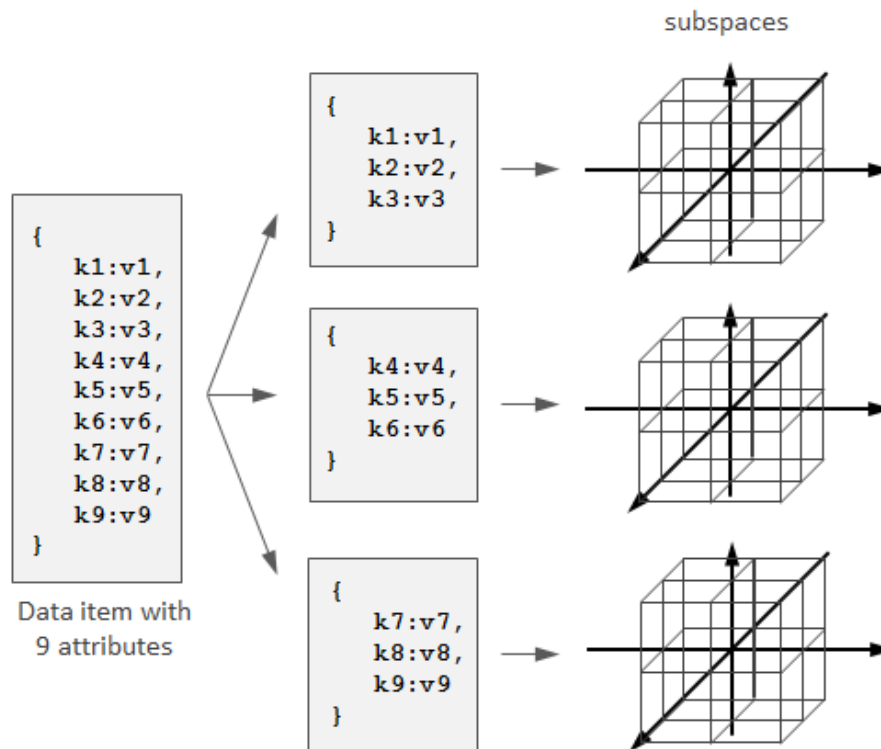 subspaces
{
k1:v1,
k2:v2,
k3:v3
}
{
k1:v1,
k2:v2,
k3:v3,
k4:v4,
k5:v5,
k6:v6,
k7:v7,
k8:v8,
k9:v9
}
Data item with
9 attributes
{
k4:v4,
k5:v5,
k6:v6
}
{
k7:v7,
k8:v8,
k9:v9
}